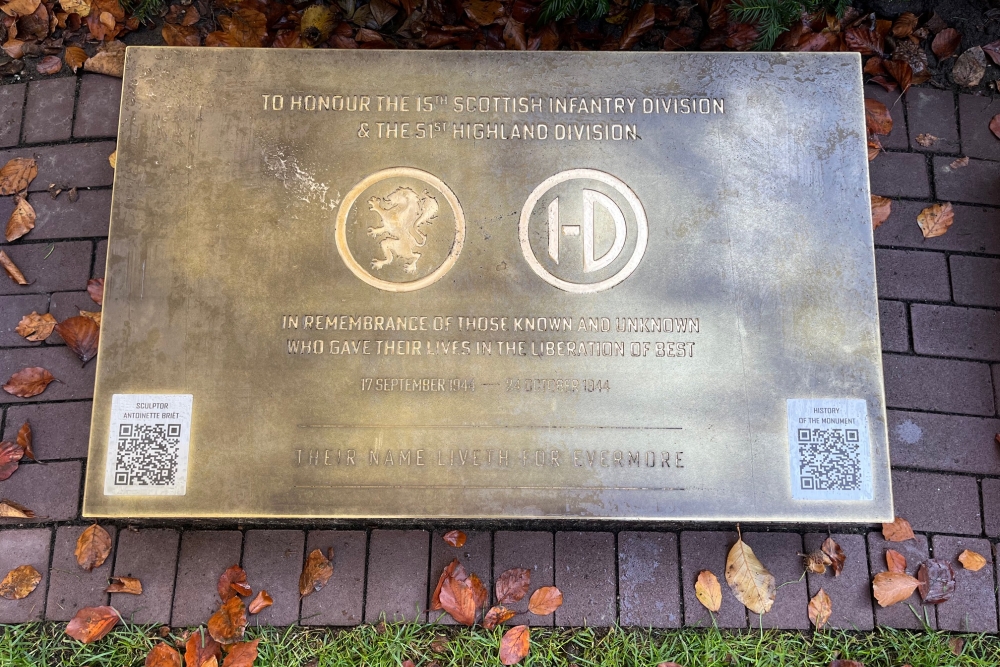 TO HONOUR THE 15TH SCOTTISH INFANTRY DIVISION
& THE 51ST HIGHLAND DIVISION
HD
IN REMEMBRANCE OF THOSE KNOWN AND UNKNOWN
WHO GAVE THEIR LIVES IN THE LIBERATION OF BEST
17 SEPTEMBER 1944 — 24 OCTOBER 1944
SCULPTOR
ANTOINETTE BRIËT
HISTORY
OF THE MONUMENT
THEIR NAME LIVETH FOR EVERMORE